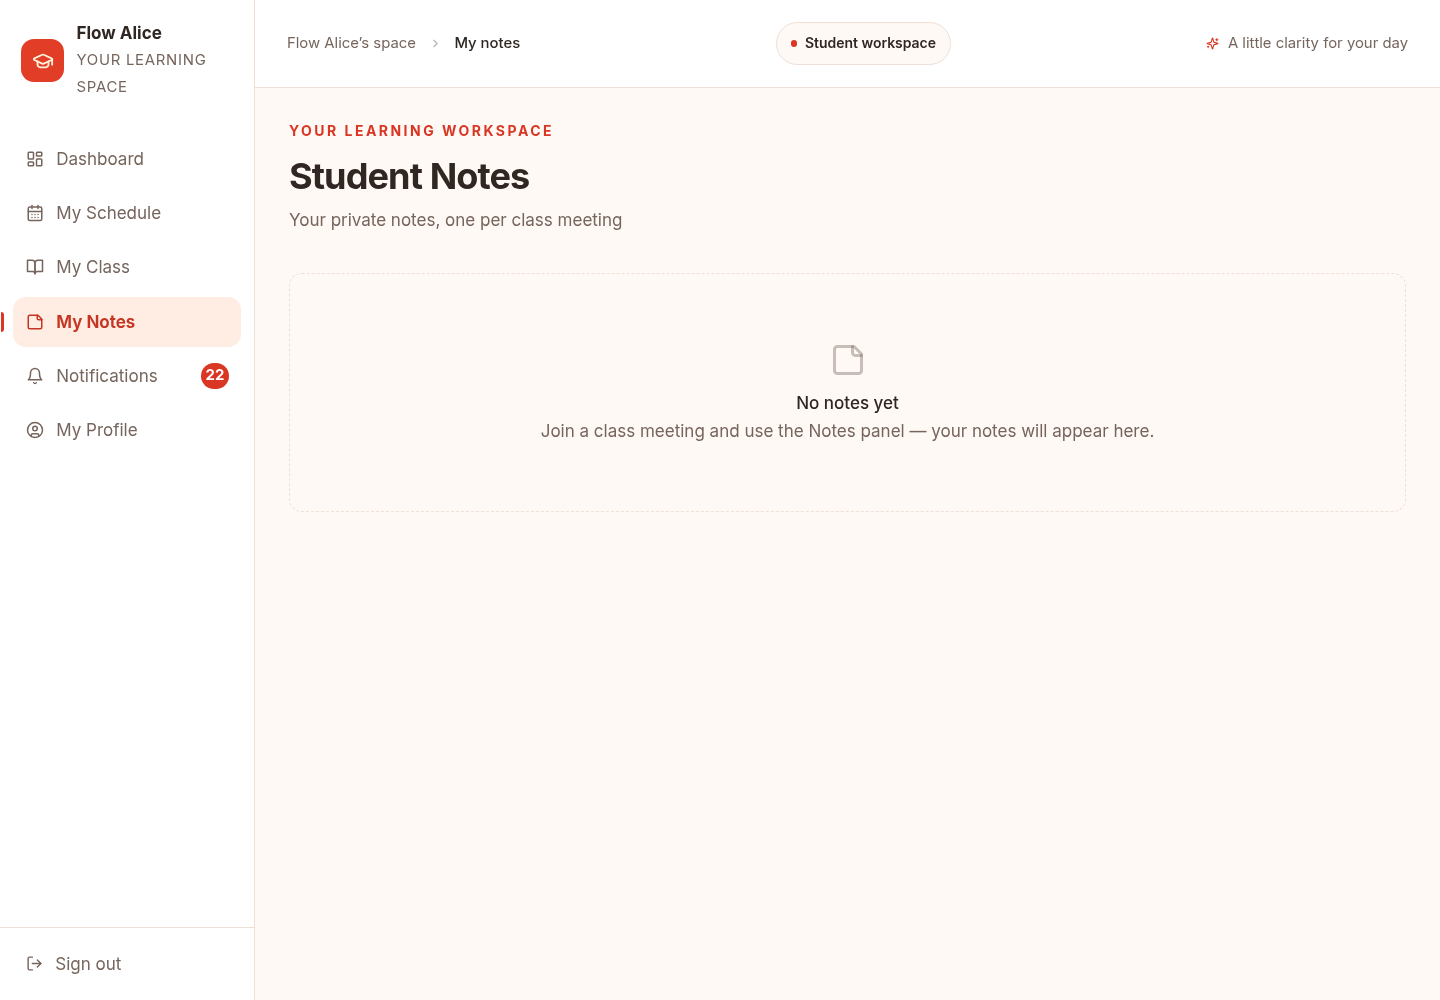 Flow Alice
YOUR LEARNING
SPACE
Dashboard
My Schedule
My Class
My Notes
Notifications 22
My Profile
Sign out
Flow Alice's space › My notes
Student workspace
A little clarity for your day
YOUR LEARNING WORKSPACE
Student Notes
Your private notes, one per class meeting
No notes yet
Join a class meeting and use the Notes panel — your notes will appear here.